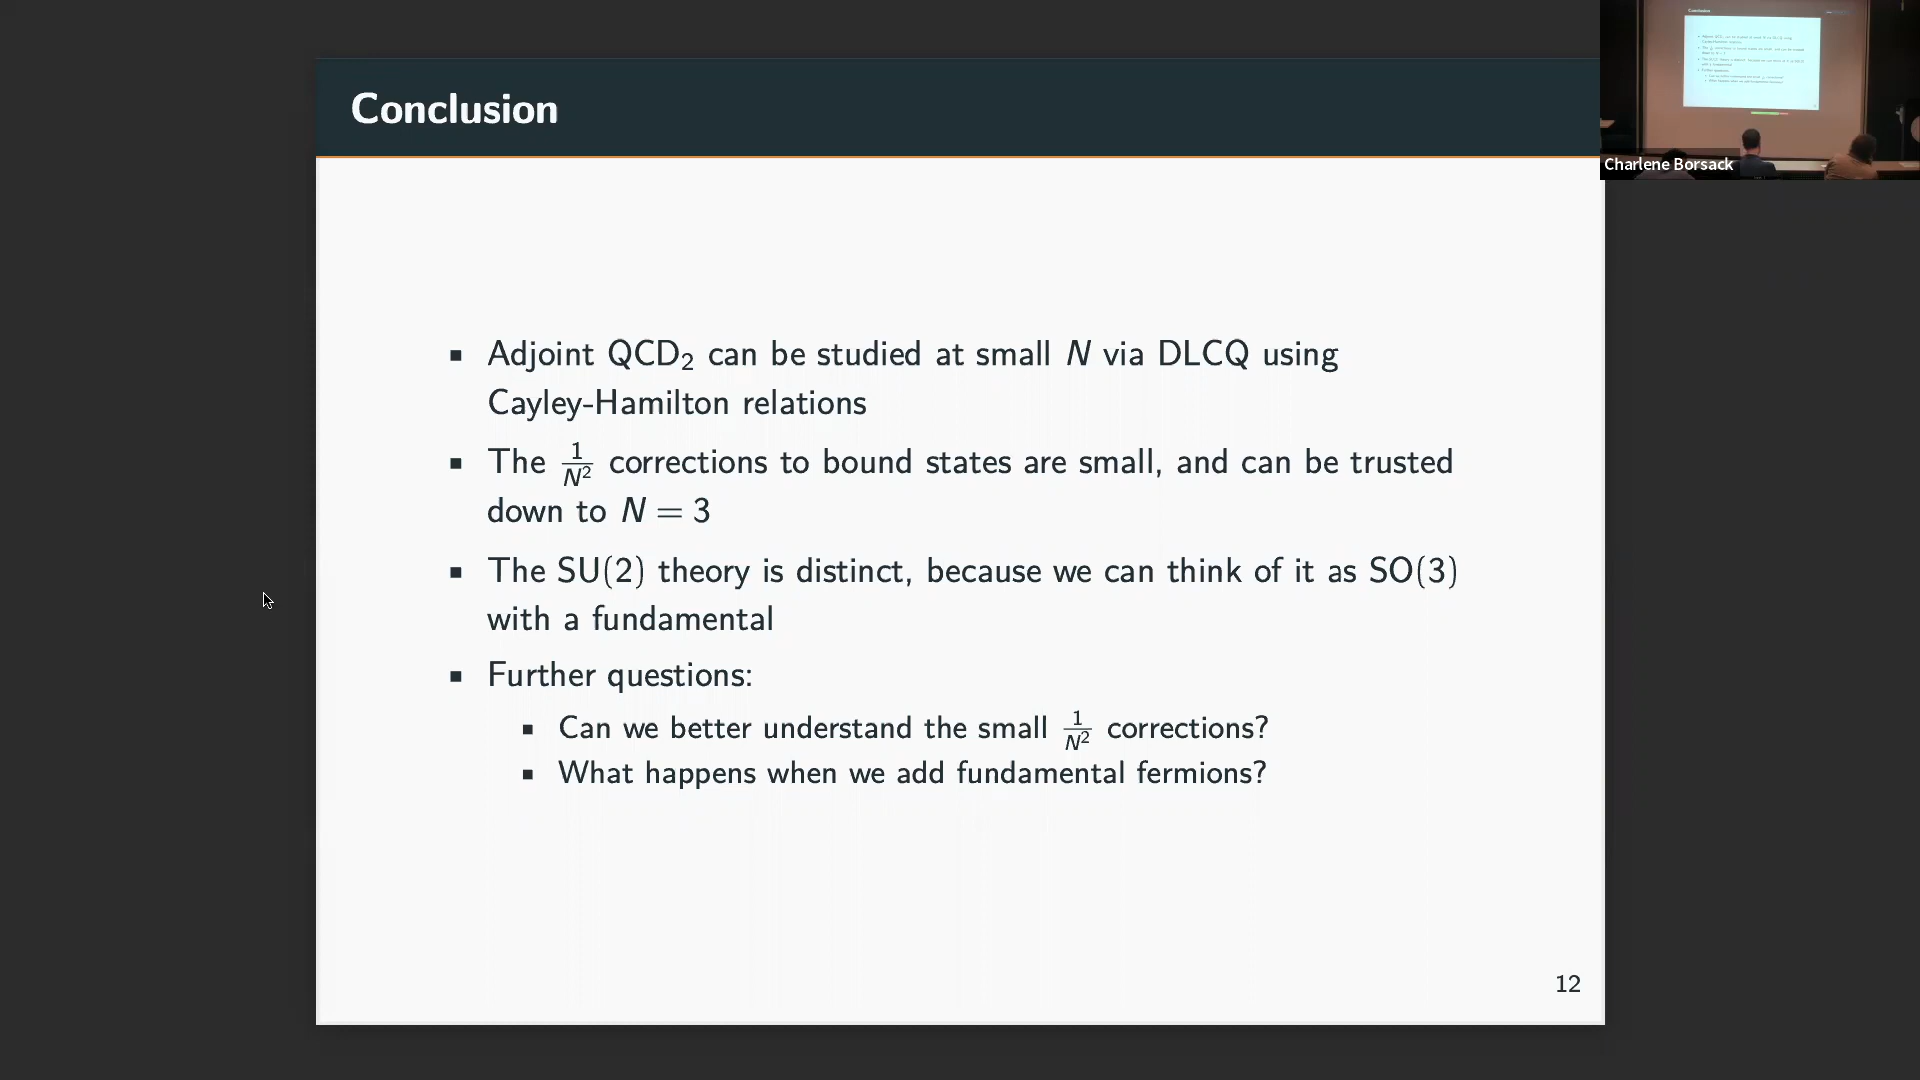 Conclusion
Charlene Borsack
▪ Adjoint QCD₂ can be studied at small N via DLCQ using
Cayley-Hamilton relations
▪ The 1/N² corrections to bound states are small, and can be trusted
down to N = 3
▪ The SU(2) theory is distinct, because we can think of it as SO(3)
with a fundamental
▪ Further questions:
▪ Can we better understand the small 1/N² corrections?
▪ What happens when we add fundamental fermions?
12